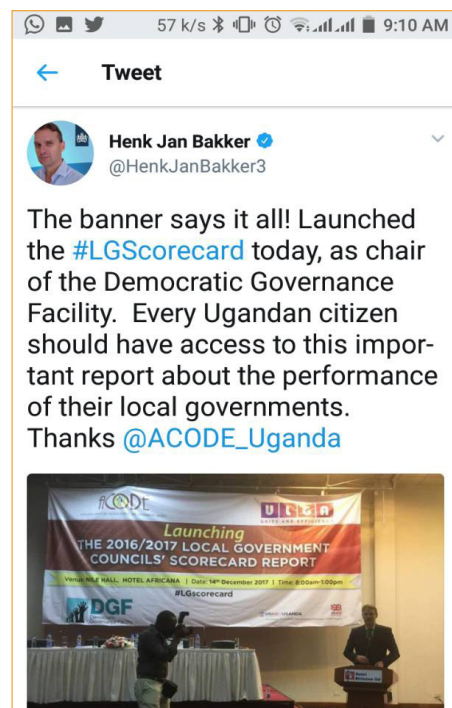 57 k/s 9:10 AM
Tweet
Henk Jan Bakker
@HenkJanBakker3
The banner says it all! Launched
the #LGScorecard today, as chair
of the Democratic Governance
Facility. Every Ugandan citizen
should have access to this impor-
tant report about the performance
of their local governments.
Thanks @ACODE_Uganda
ACODE
ULGA
UNITE AND EFFICIENCY
Launching
THE 2016/2017 LOCAL GOVERNMENT
COUNCILS' SCORECARD REPORT
Venue: NILE HALL, HOTEL AFRICANA | Date: 14th December 2017 | Time: 8:00am-1:00pm
#LGscorecard
DGF